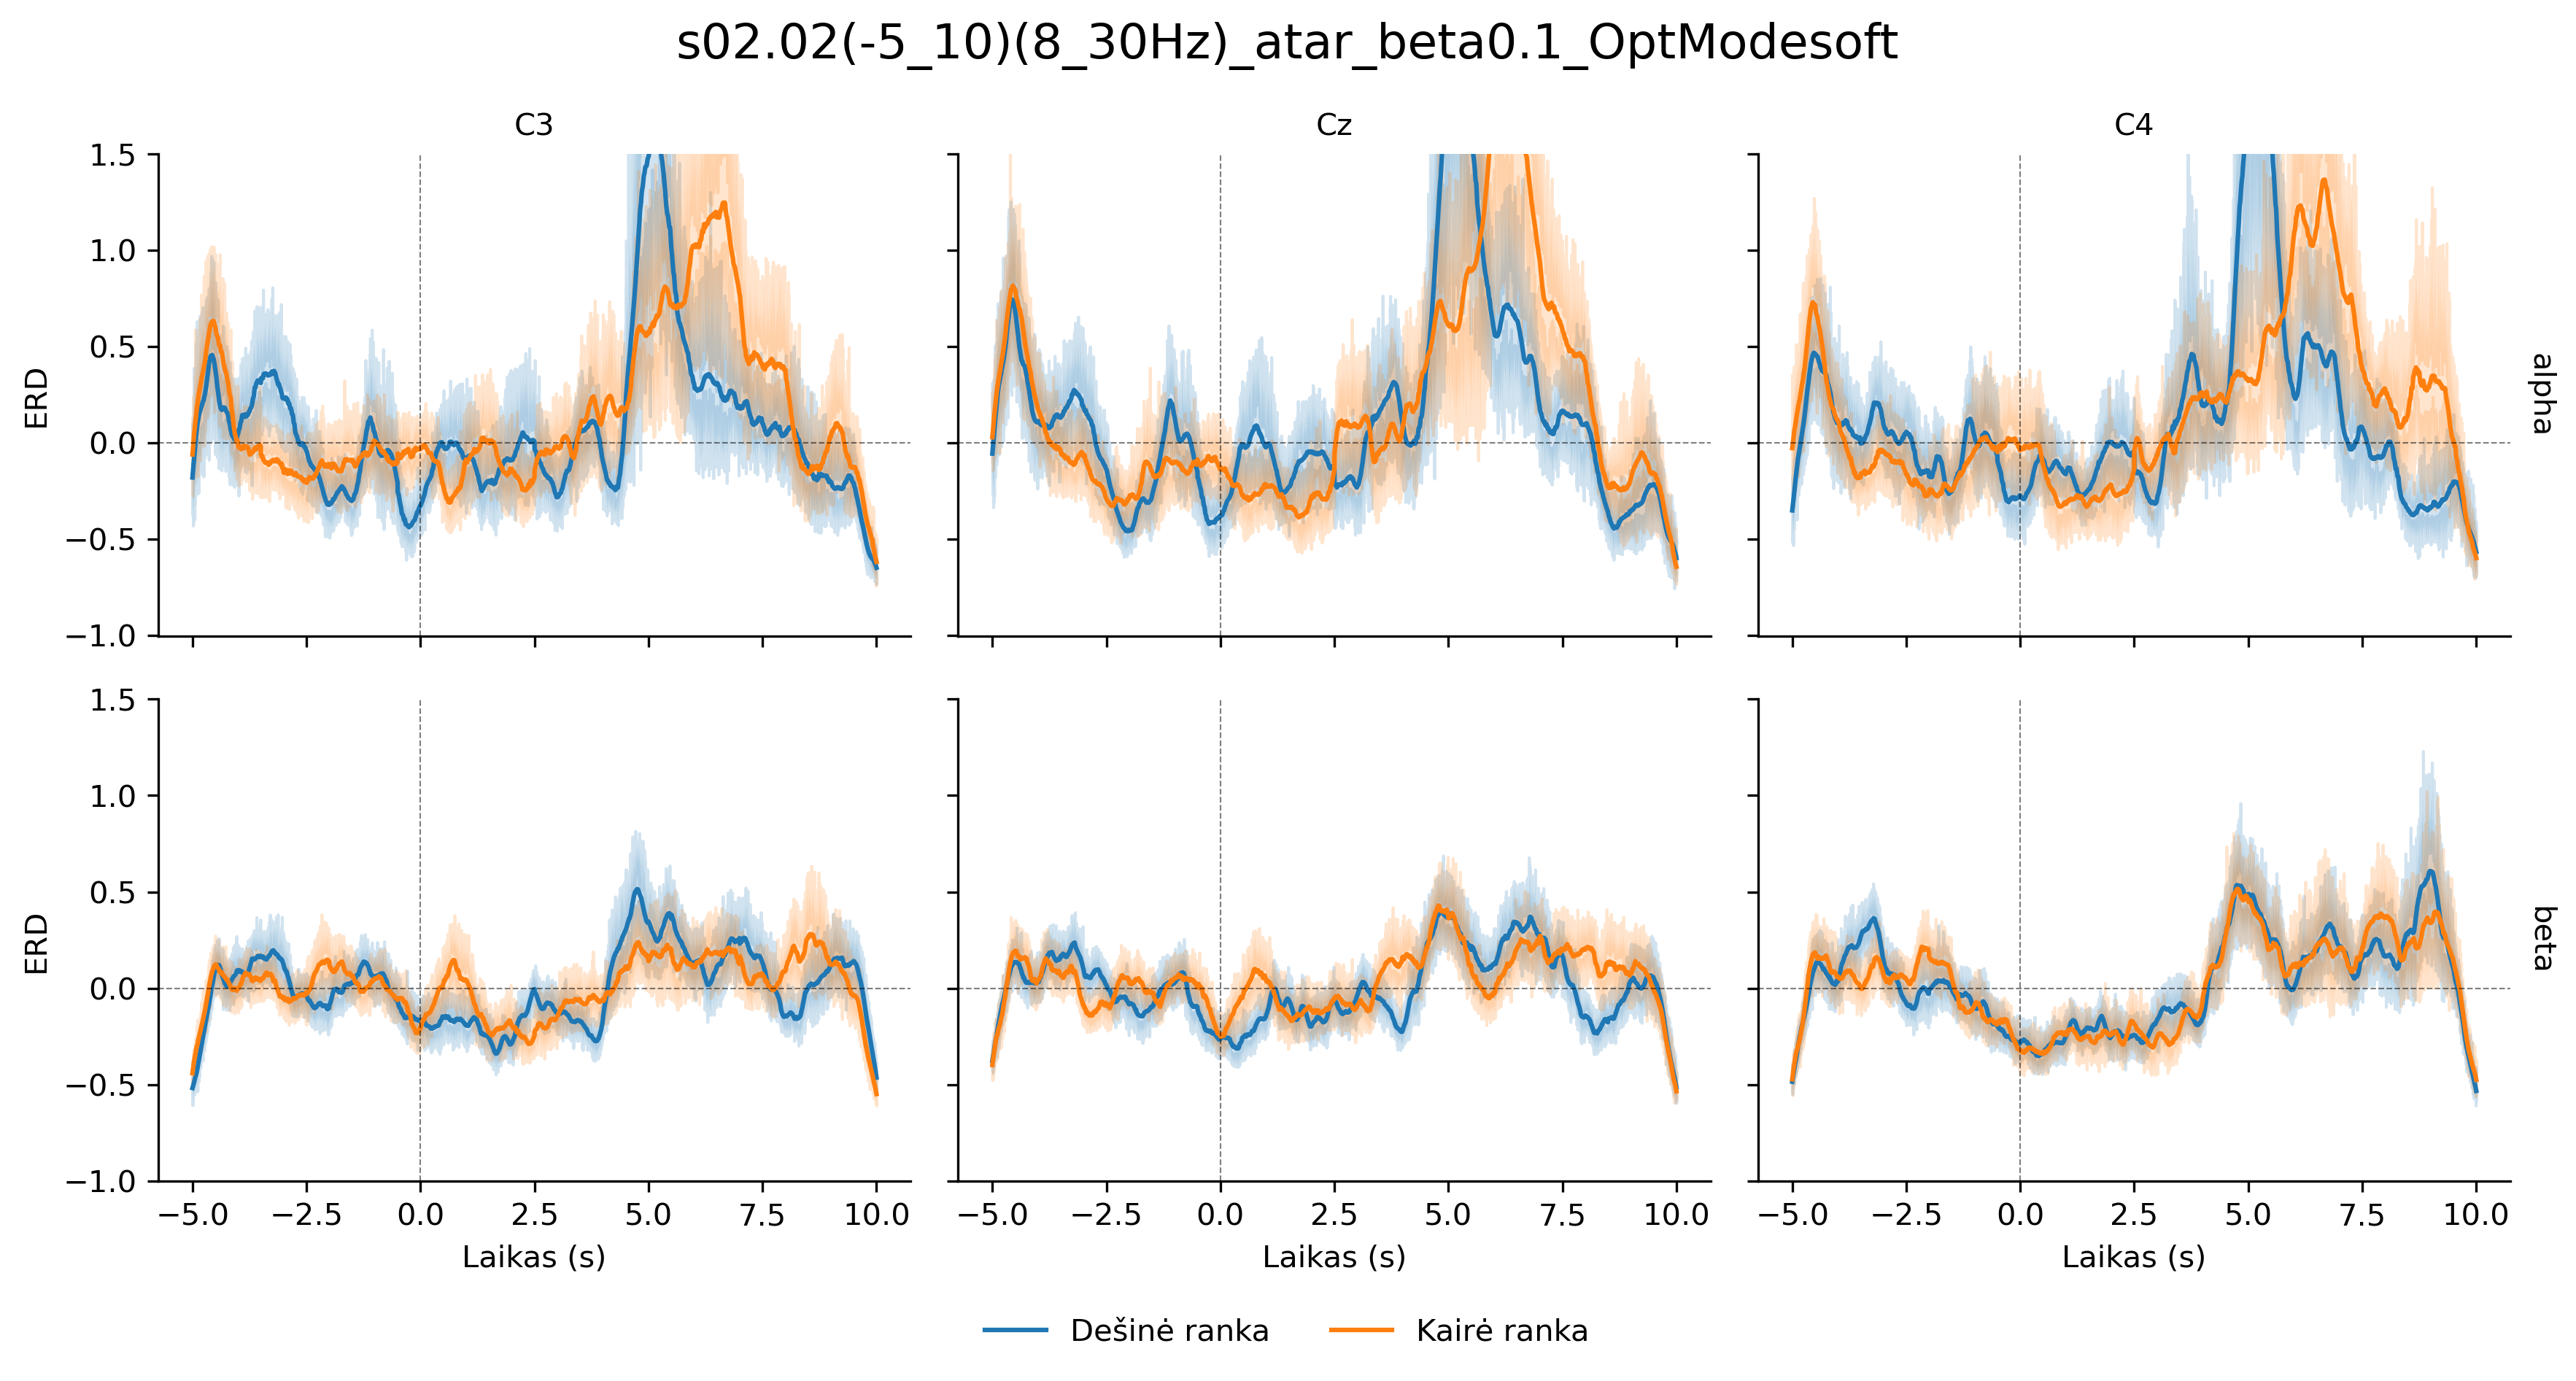 s02.02(-5_10)(8_30Hz)_atar_beta0.1_OptModesoft
C3 Cz C4
1.5
1.0
0.5
0.0
−0.5
−1.0
ERD
alpha
1.5
1.0
0.5
0.0
−0.5
−1.0
ERD
beta
−5.0 −2.5 0.0 2.5 5.0 7.5 10.0 −5.0 −2.5 0.0 2.5 5.0 7.5 10.0 −5.0 −2.5 0.0 2.5 5.0 7.5 10.0
Laikas (s) Laikas (s) Laikas (s)
Dešinė ranka Kairė ranka